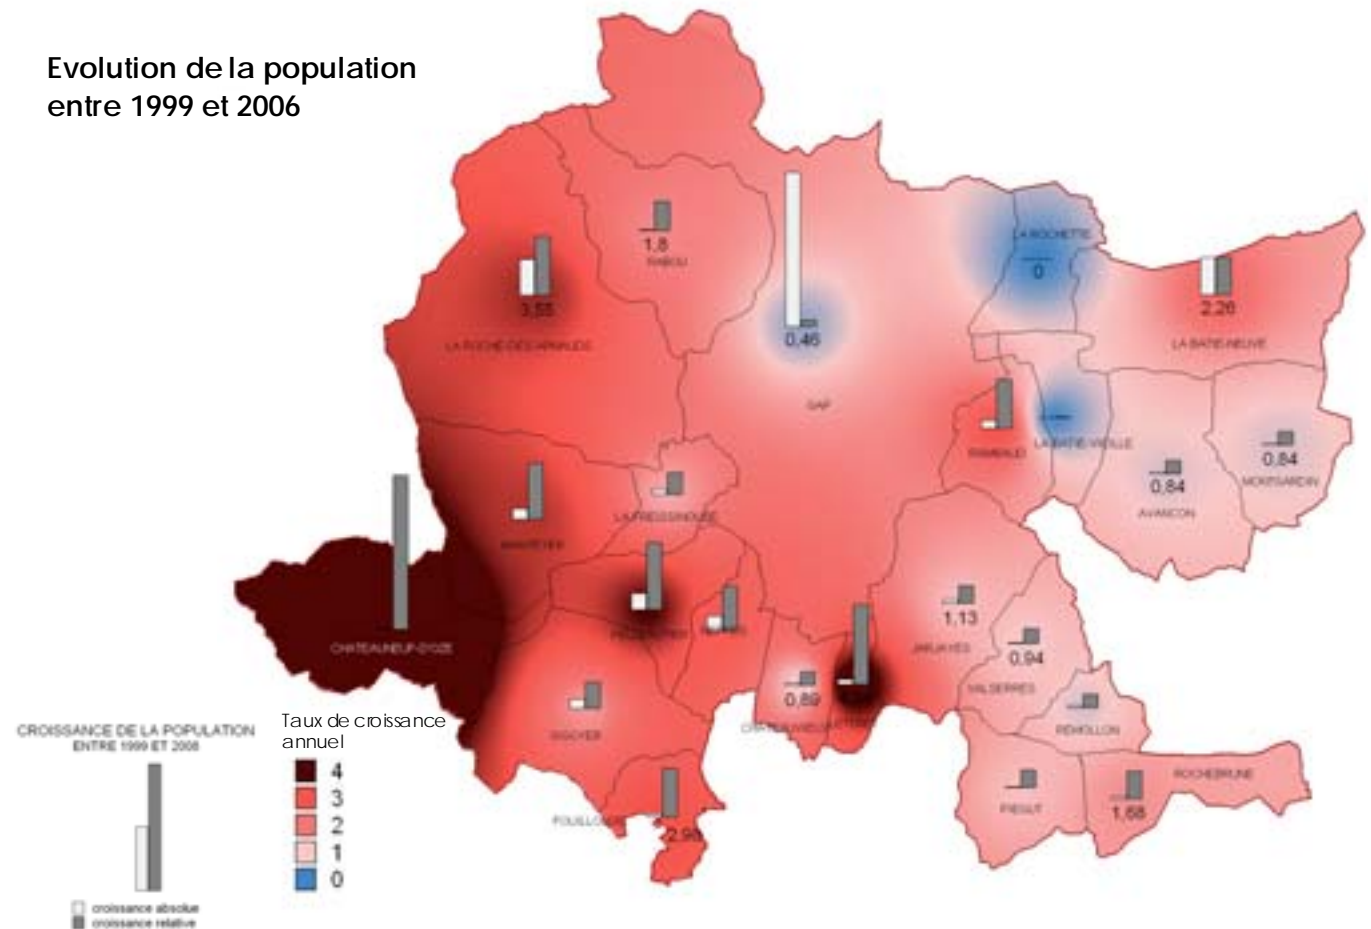 Evolution de la population
entre 1999 et 2006
LA ROCHETTE
0
1,8
RABOU
3,55
LA ROCHE-DES-ARNAUDS
2,26
LA BATIE-NEUVE
0,46
GAP
RAMBAUD
LA BATIE-VIEILLE
0,84
MONTGARDIN
0,84
AVANCON
LA FREISSINOUSE
MANTEYER
CHATEAUNEUF-D'OZE
1,13
JARJAYES
0,94
VALSERRES
0,89
SIGOYER
REMOLLON
ROCHEBRUNE
PIEGUT
1,68
2,98
CROISSANCE DE LA POPULATION
ENTRE 1999 ET 2006
Taux de croissance
annuel
4
3
2
1
0
croissance absolue
croissance relative